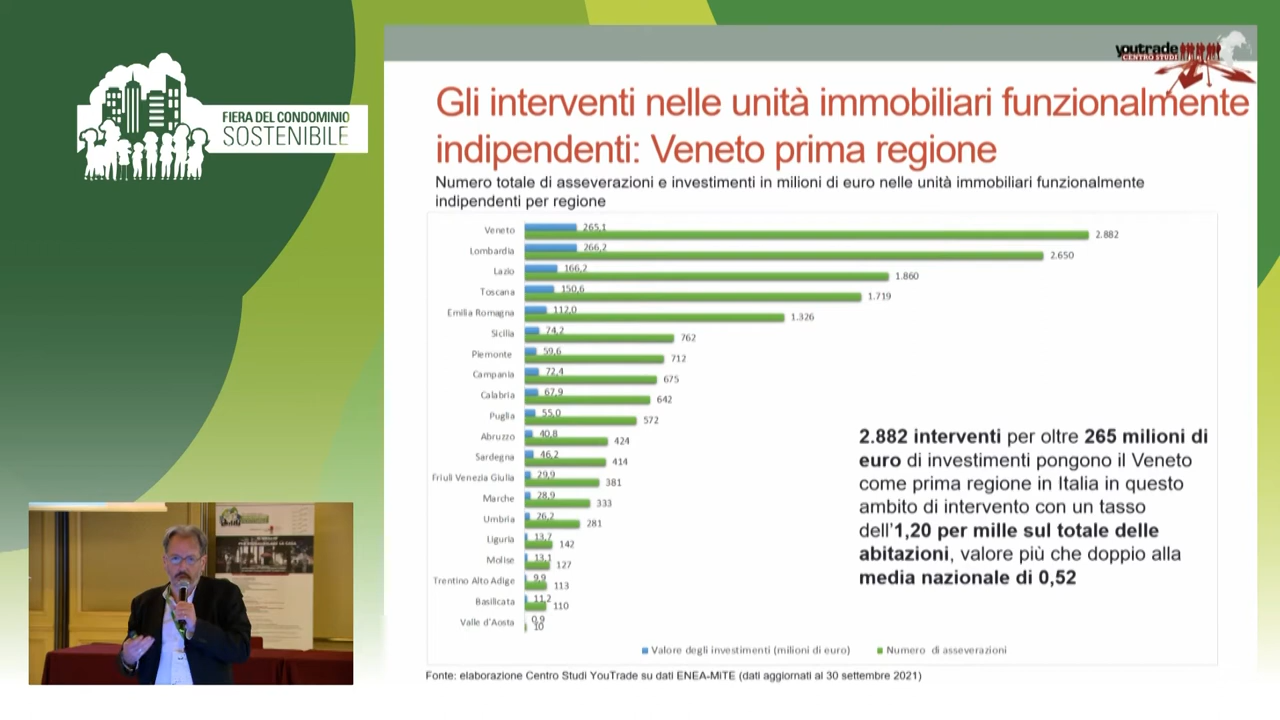 FIERA DEL CONDOMINIO
SOSTENIBILE
youtrade
CENTRO STUDI
Gli interventi nelle unità immobiliari funzionalmente
indipendenti: Veneto prima regione
Numero totale di asseverazioni e investimenti in milioni di euro nelle unità immobiliari funzionalmente
indipendenti per regione
Veneto 265,1 2.882
Lombardia 266,2 2.650
Lazio 166,2 1.860
Toscana 150,6 1.719
Emilia Romagna 112,0 1.326
Sicilia 74,2 762
Piemonte 59,6 712
Campania 72,4 675
Calabria 67,9 642
Puglia 55,0 572
Abruzzo 40,8 424
Sardegna 46,2 414
Friuli Venezia Giulia 29,9 381
Marche 28,9 333
Umbria 26,2 281
Liguria 13,7 142
Molise 13,1 127
Trentino Alto Adige 9,9 113
Basilicata 11,2 110
Valle d'Aosta 0,9 10
2.882 interventi per oltre 265 milioni di
euro di investimenti pongono il Veneto
come prima regione in Italia in questo
ambito di intervento con un tasso
dell'1,20 per mille sul totale delle
abitazioni, valore più che doppio alla
media nazionale di 0,52
Valore degli investimenti (milioni di euro) Numero di asseverazioni
Fonte: elaborazione Centro Studi YouTrade su dati ENEA-MiTE (dati aggiornati al 30 settembre 2021)